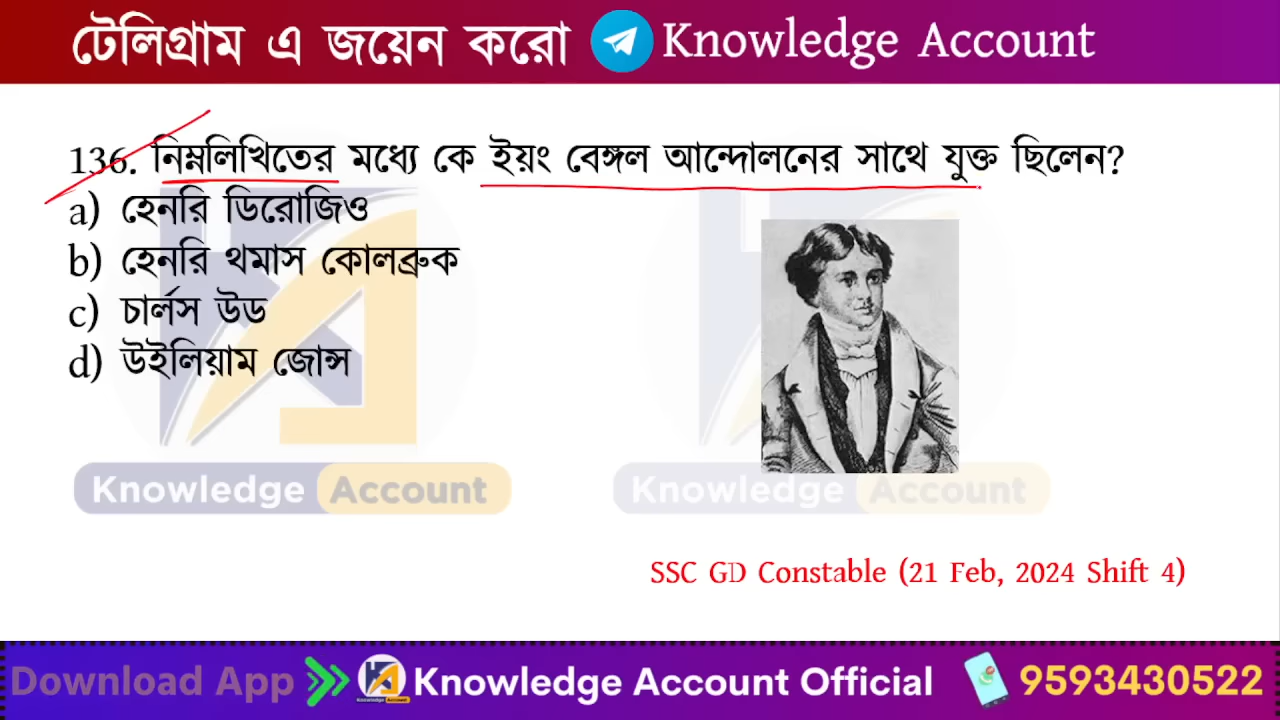 টেলিগ্রাম এ জয়েন করো Knowledge Account
136. নিম্নলিখিতের মধ্যে কে ইয়ং বেঙ্গল আন্দোলনের সাথে যুক্ত ছিলেন?
a) হেনরি ডিরোজিও
b) হেনরি থমাস কোলব্রুক
c) চার্লস উড
d) উইলিয়াম জোন্স
Knowledge Account Knowledge Account
SSC GD Constable (21 Feb, 2024 Shift 4)
Download App Knowledge Account Official 9593430522